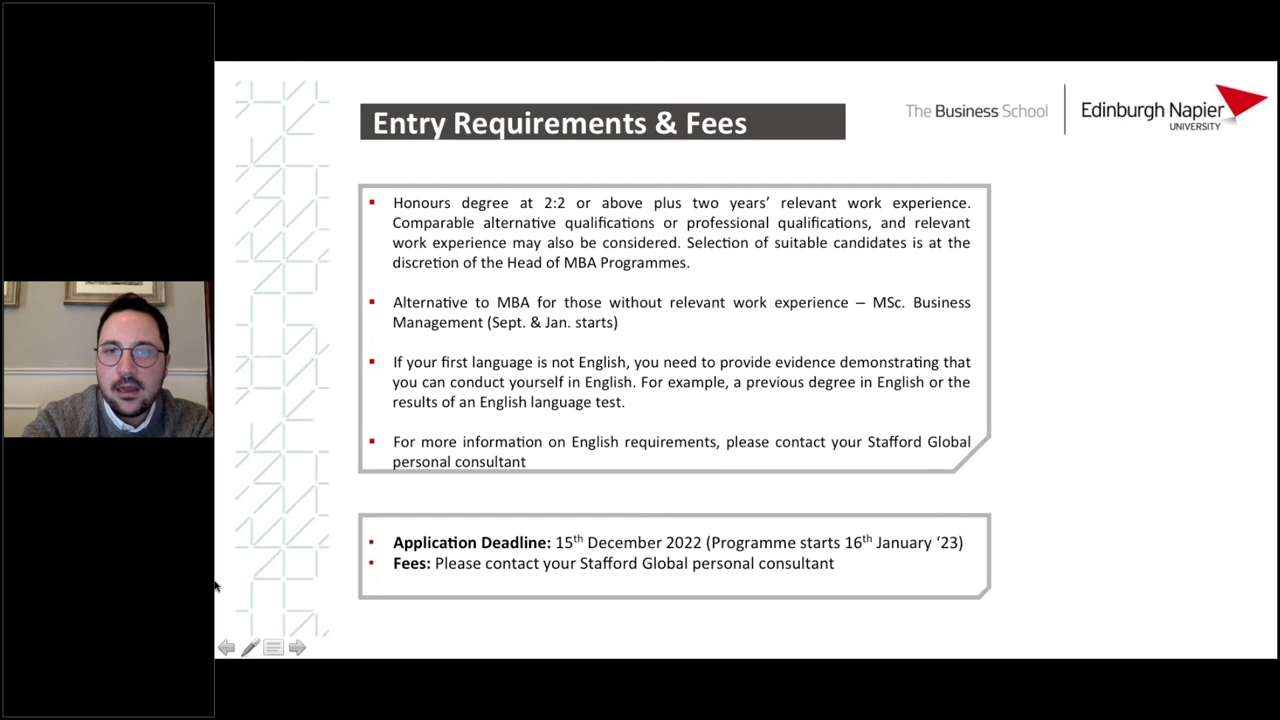 Entry Requirements & Fees
The Business School
Edinburgh Napier
UNIVERSITY
▪ Honours degree at 2:2 or above plus two years’ relevant work experience.
Comparable alternative qualifications or professional qualifications, and relevant
work experience may also be considered. Selection of suitable candidates is at the
discretion of the Head of MBA Programmes.
▪ Alternative to MBA for those without relevant work experience – MSc. Business
Management (Sept. & Jan. starts)
▪ If your first language is not English, you need to provide evidence demonstrating that
you can conduct yourself in English. For example, a previous degree in English or the
results of an English language test.
▪ For more information on English requirements, please contact your Stafford Global
personal consultant
• Application Deadline: 15th December 2022 (Programme starts 16th January ‘23)
• Fees: Please contact your Stafford Global personal consultant